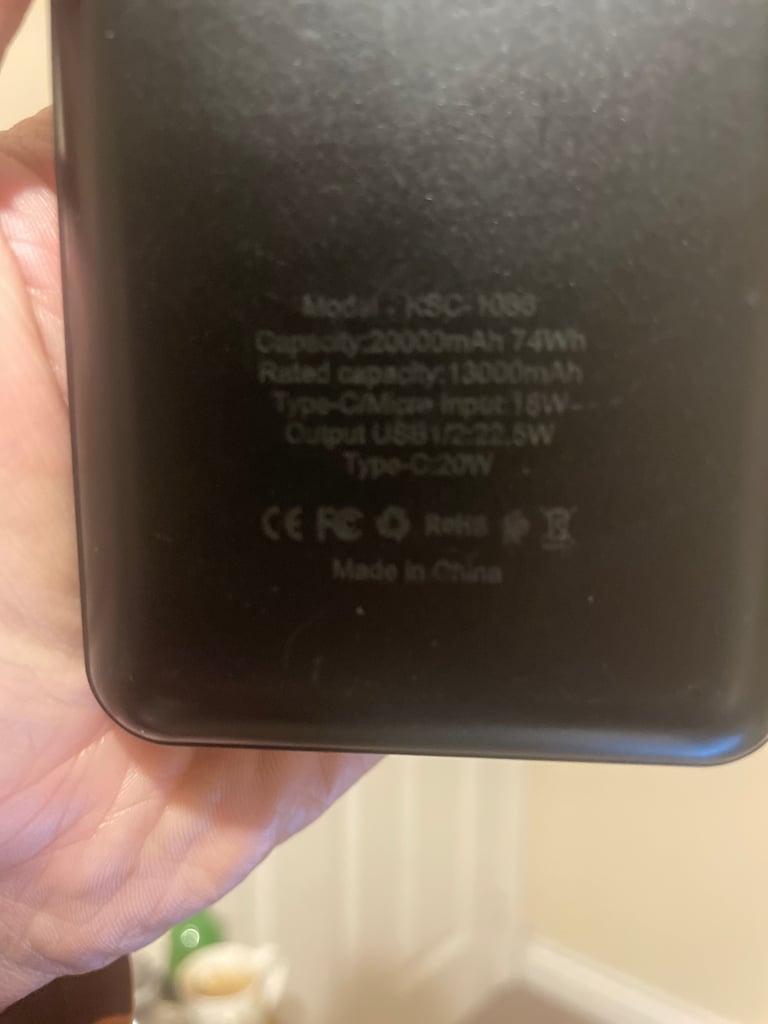 Model : KSC-1086
Capacity:20000mAh 74Wh
Rated capacity:13000mAh
Type-C/Micro Input:18W
Output USB1/2:22.5W
Type-C:20W
CE FC RoHS
Made in China